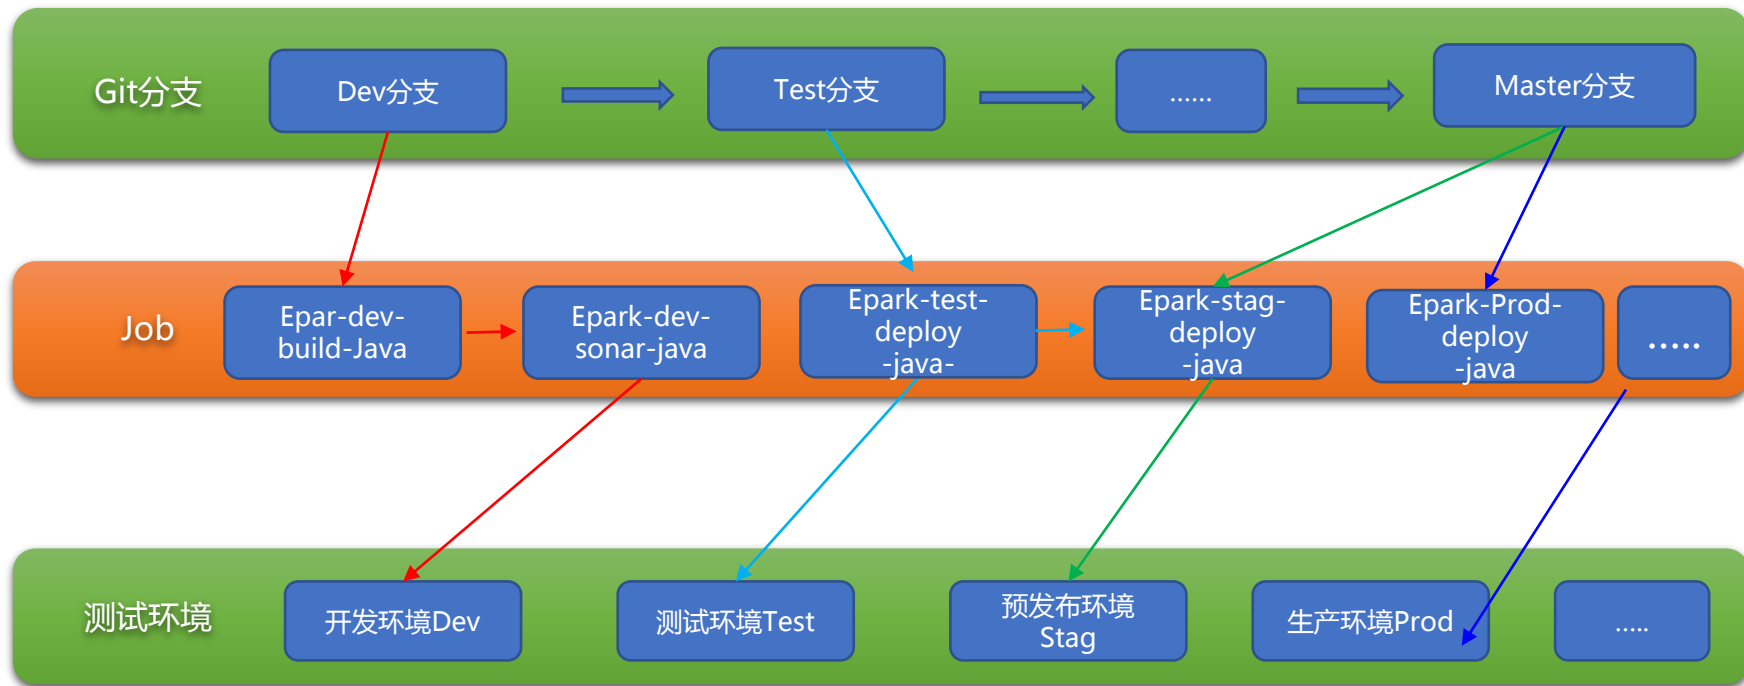 Git分支
Dev分支
Test分支
......
Master分支
Job
Epar-dev-
build-Java
Epark-dev-
sonar-java
Epark-test-
deploy
-java-
Epark-stag-
deploy
-java
Epark-Prod-
deploy
-java
.....
测试环境
开发环境Dev
测试环境Test
预发布环境
Stag
生产环境Prod
.....